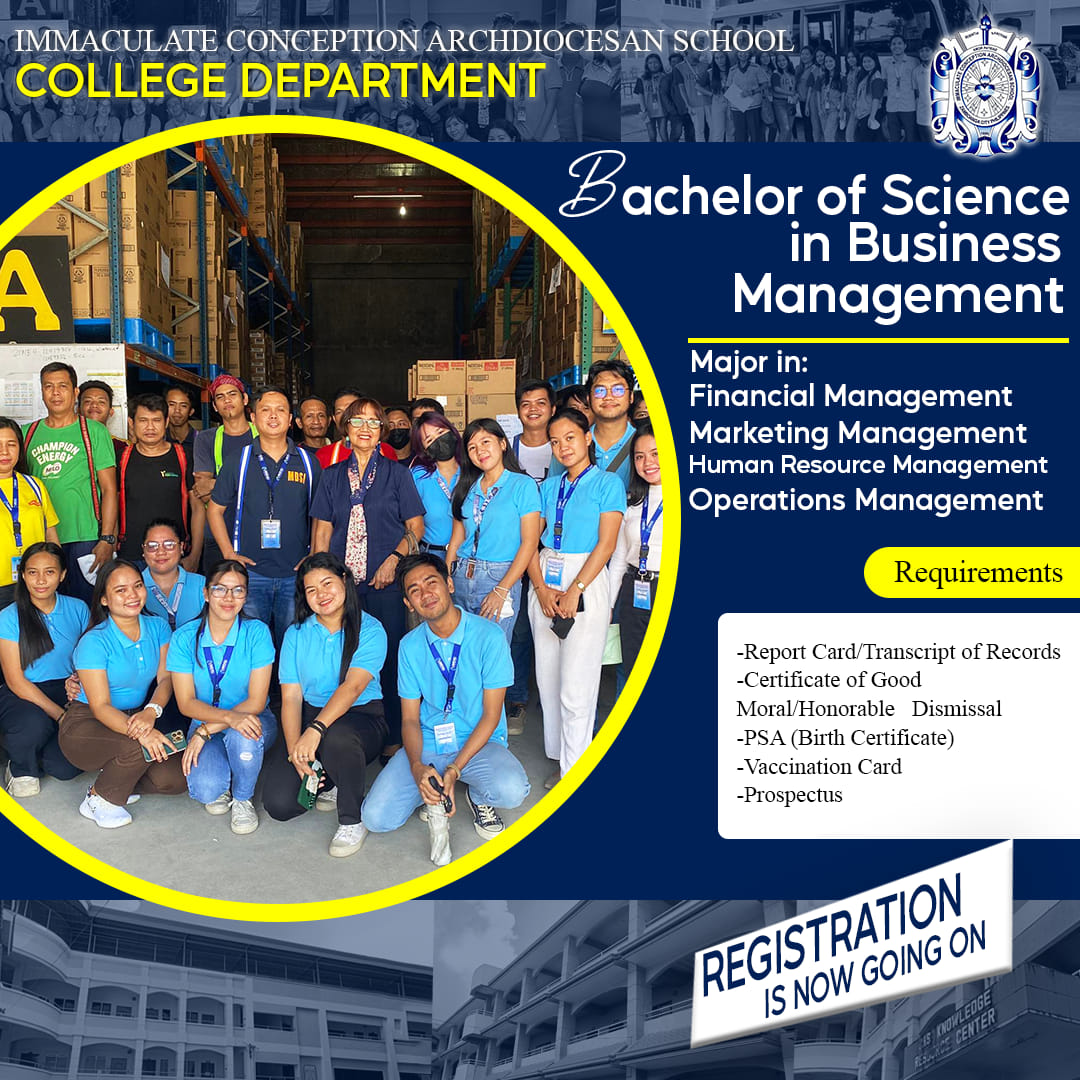 IMMACULATE CONCEPTION ARCHDIOCESAN SCHOOL
COLLEGE DEPARTMENT
Bachelor of Science
in Business
Management
Major in:
Financial Management
Marketing Management
Human Resource Management
Operations Management
Requirements
-Report Card/Transcript of Records
-Certificate of Good
Moral/Honorable Dismissal
-PSA (Birth Certificate)
-Vaccination Card
-Prospectus
REGISTRATION
IS NOW GOING ON
A
CHAMPION
ENERGY
KNOWLEDGE
RESOURCE CENTER